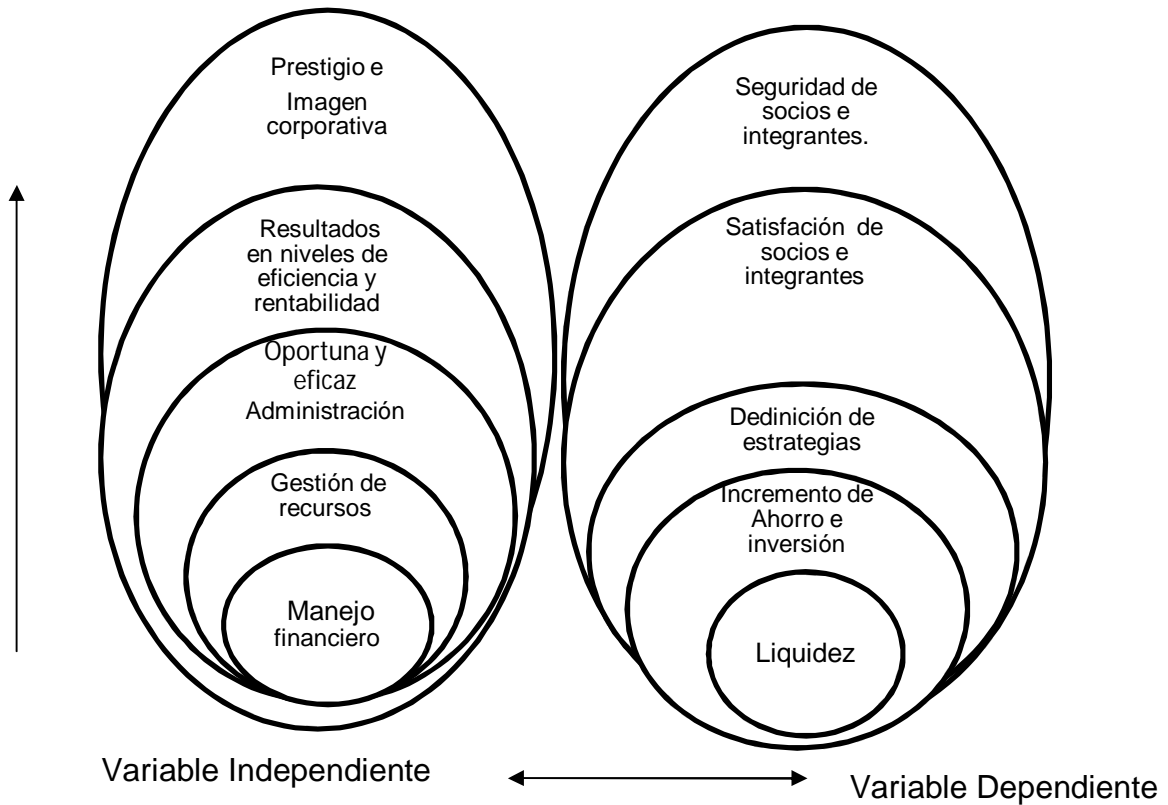 Prestigio e
Imagen
corporativa
Resultados
en niveles de
eficiencia y
rentabilidad
Oportuna y
eficaz
Administración
Gestión de
recursos
Manejo
financiero
Variable Independiente
Seguridad de
socios e
integrantes.
Satisfacción de
socios e
integrantes
Dedinición de
estrategias
Incremento de
Ahorro e
inversión
Liquidez
Variable Dependiente